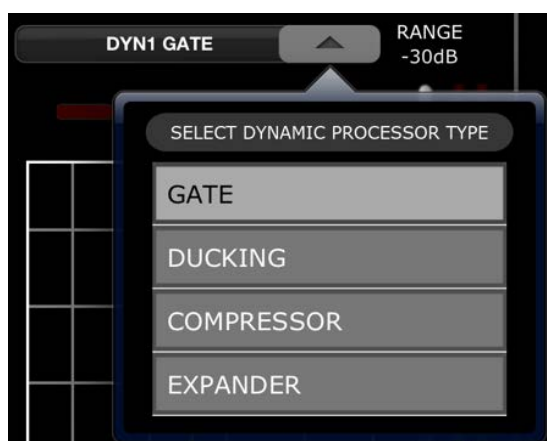 DYN1 GATE
RANGE
-30dB
SELECT DYNAMIC PROCESSOR TYPE
GATE
DUCKING
COMPRESSOR
EXPANDER